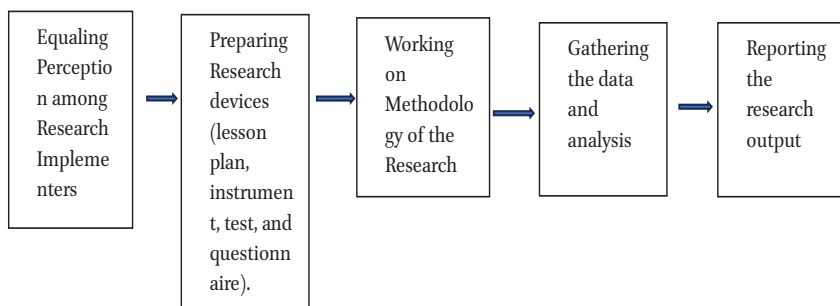 Equaling
Perceptio
n among
Research
Impleme
nters
Preparing
Research
devices
(lesson
plan,
instrumen
t, test, and
questionn
aire).
Working
on
Methodolo
gy of the
Research
Gathering
the data
and
analysis
Reporting
the
research
output